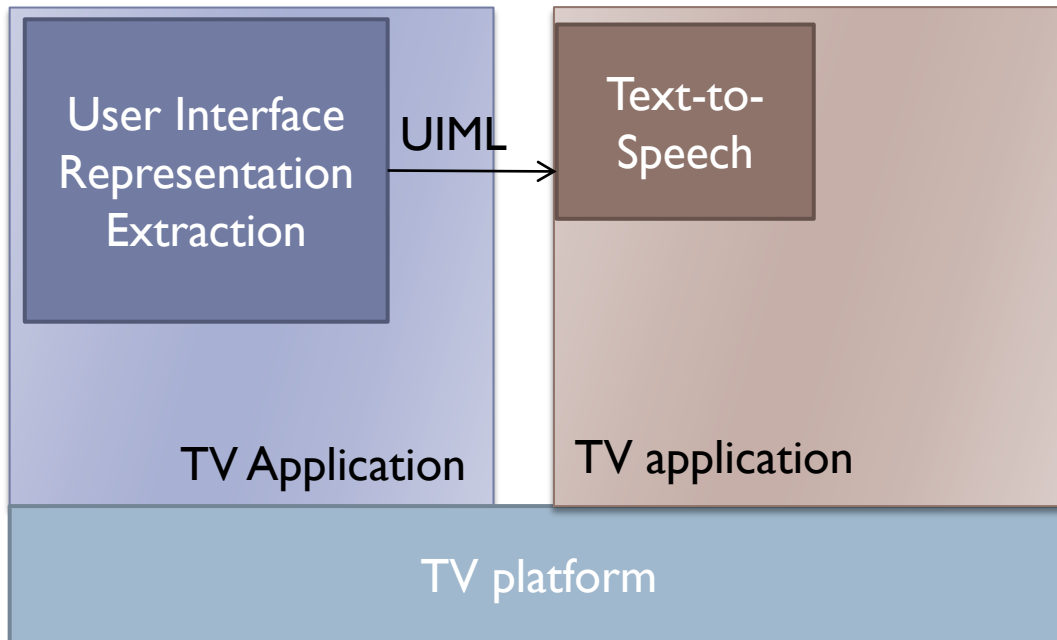 User Interface
Representation
Extraction
UIML
Text-to-
Speech
TV Application
TV application
TV platform